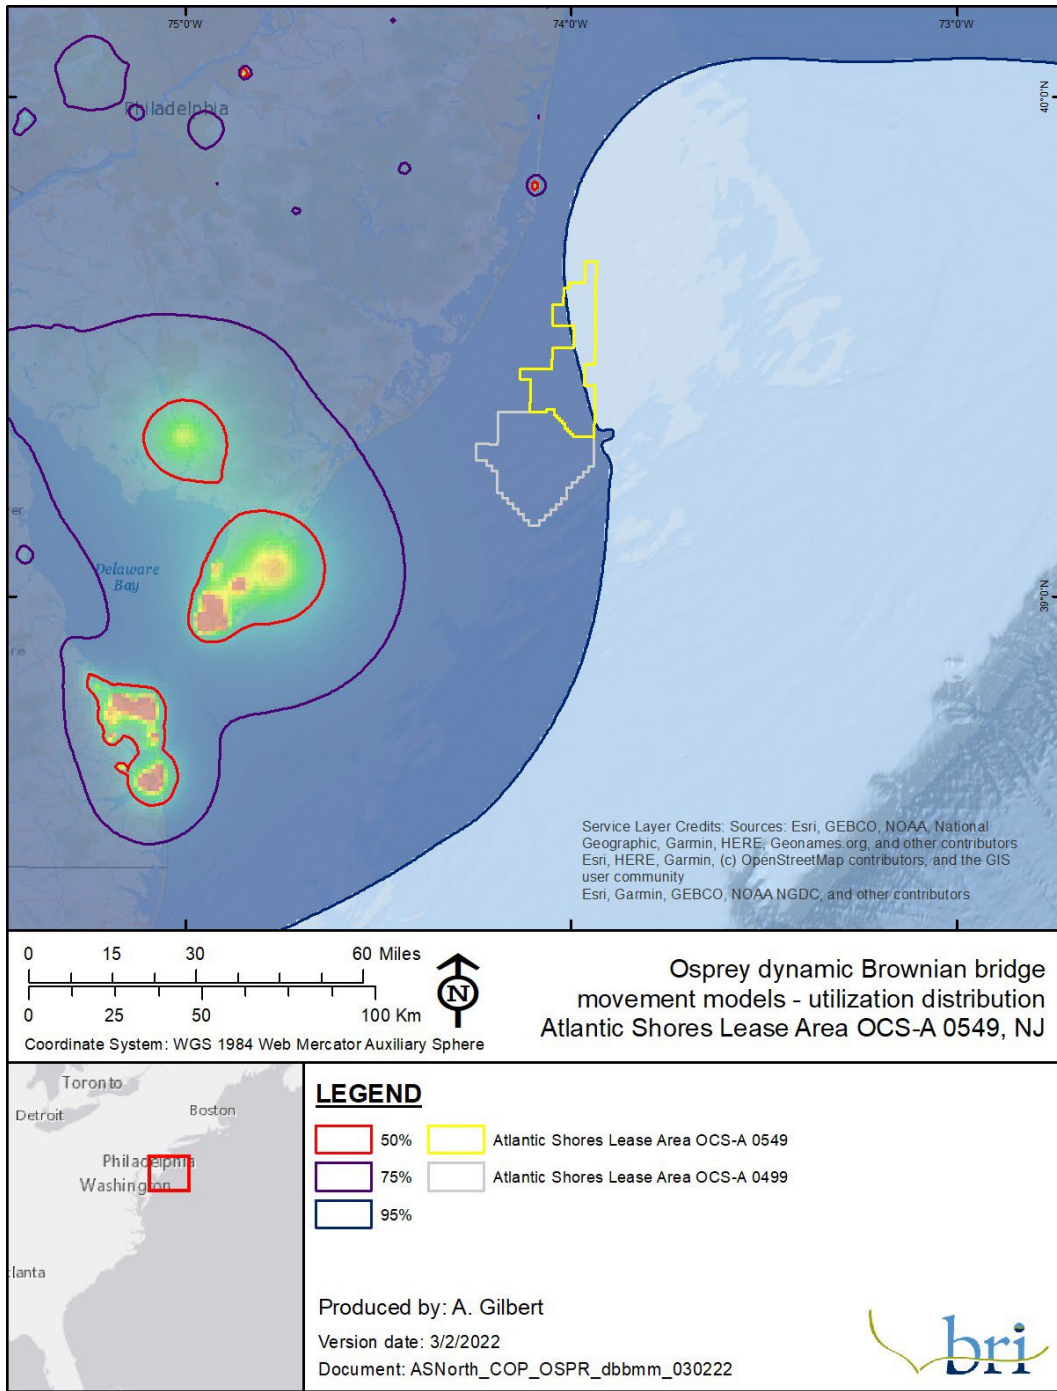 75°0'W
74°0'W
73°0'W
40°0'N
Philadelphia
Delaware
Bay
39°0'N
Service Layer Credits: Sources: Esri, GEBCO, NOAA, National
Geographic, Garmin, HERE, Geonames.org, and other contributors
Esri, HERE, Garmin, (c) OpenStreetMap contributors, and the GIS
user community
Esri, Garmin, GEBCO, NOAA NGDC, and other contributors
0 15 30 60 Miles
0 25 50 100 Km
N
Coordinate System: WGS 1984 Web Mercator Auxiliary Sphere
Osprey dynamic Brownian bridge
movement models - utilization distribution
Atlantic Shores Lease Area OCS-A 0549, NJ
Toronto
Detroit
Boston
Philadelphia
Washington
lanta
LEGEND
50% Atlantic Shores Lease Area OCS-A 0549
75% Atlantic Shores Lease Area OCS-A 0499
95%
Produced by: A. Gilbert
Version date: 3/2/2022
Document: ASNorth_COP_OSPR_dbbmm_030222
bri